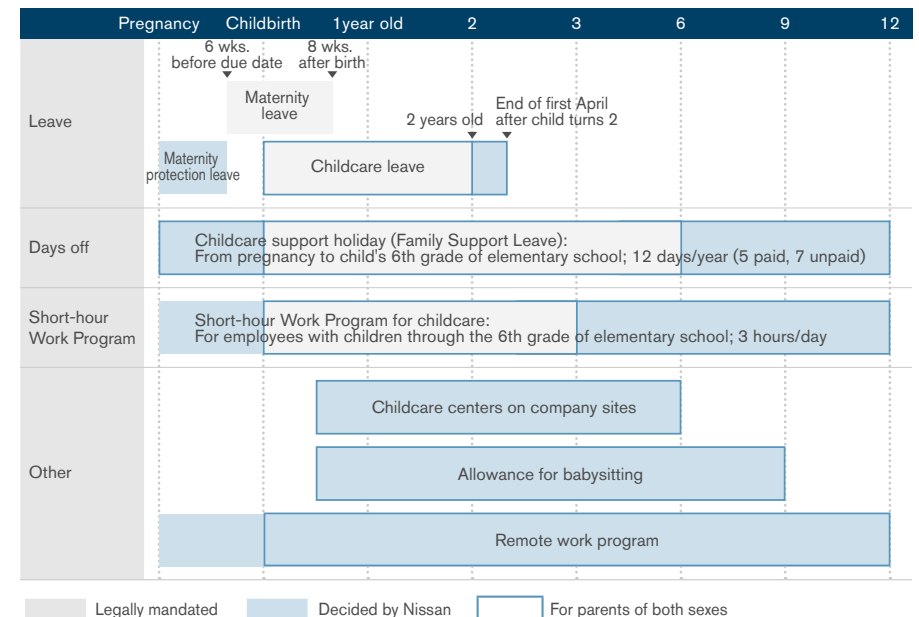 Pregnancy Childbirth 1year old 2 3 6 9 12
6 wks.
before due date
8 wks.
after birth
Maternity
leave
2 years old
End of first April
after child turns 2
Leave
Maternity
protection leave
Childcare leave
Days off
Childcare support holiday (Family Support Leave):
From pregnancy to child's 6th grade of elementary school; 12 days/year (5 paid, 7 unpaid)
Short-hour
Work Program
Short-hour Work Program for childcare:
For employees with children through the 6th grade of elementary school; 3 hours/day
Other
Childcare centers on company sites
Allowance for babysitting
Remote work program
Legally mandated Decided by Nissan For parents of both sexes